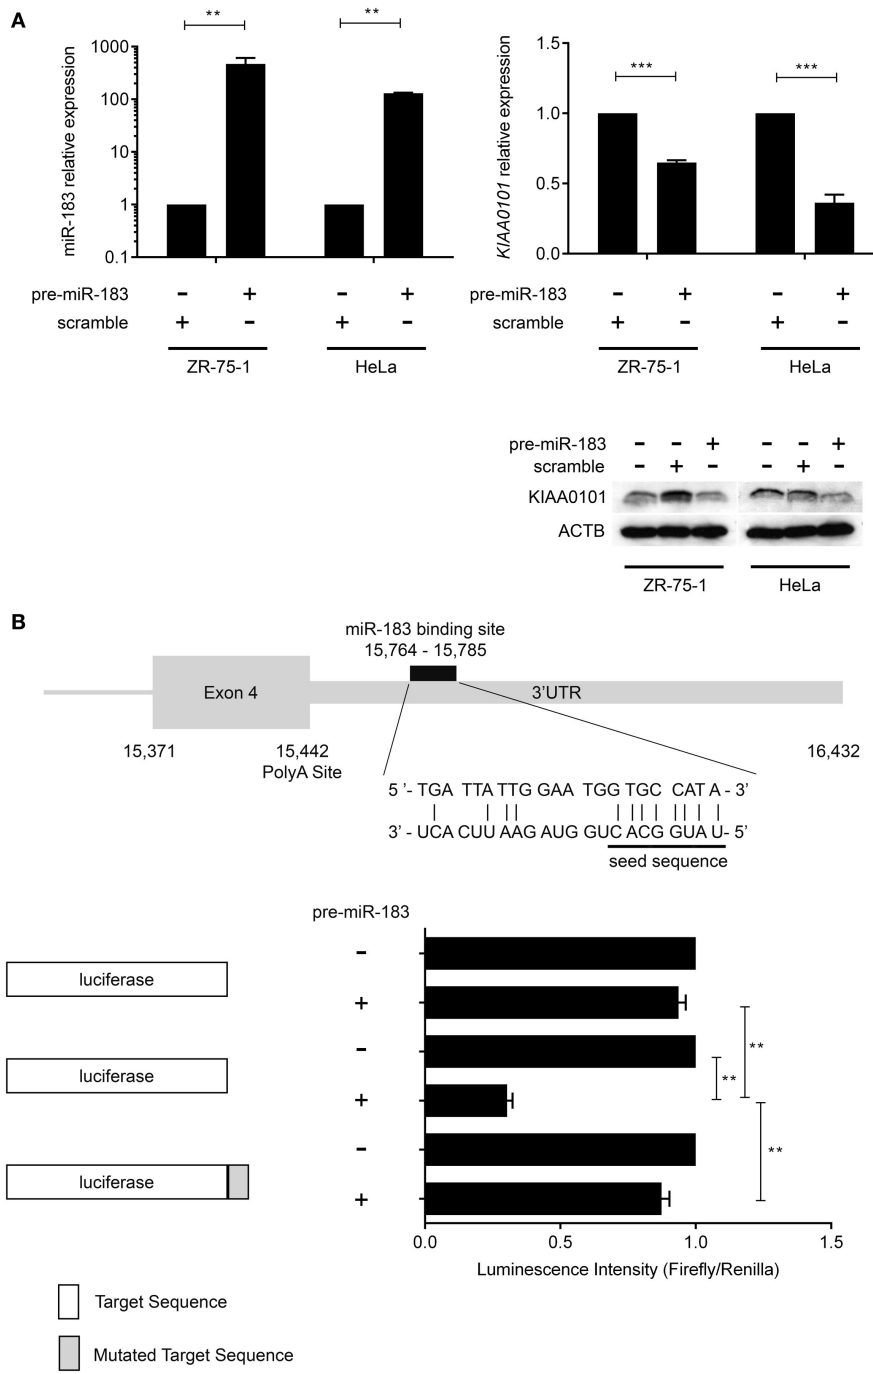 A
**
**
1000
100
10
1
0.1
miR-183 relative expression
pre-miR-183 - + - +
scramble + - + -
ZR-75-1 HeLa
***
***
1.5
1.0
0.5
0.0
KIAA0101 relative expression
pre-miR-183 - + - +
scramble + - + -
ZR-75-1 HeLa
pre-miR-183 - - + - - +
scramble - + - - + -
KIAA0101
ACTB
ZR-75-1 HeLa
B
miR-183 binding site
15,764 - 15,785
Exon 4
3'UTR
15,371
15,442
PolyA Site
16,432
5 '- TGA TTA TTG GAA TGG TGC CAT A - 3'
3' - UCA CUU AAG AUG GUC ACG GUA U- 5'
seed sequence
pre-miR-183
luciferase
luciferase
luciferase
-
+
-
+
-
+
**
**
**
0.0 0.5 1.0 1.5
Luminescence Intensity (Firefly/Renilla)
Target Sequence
Mutated Target Sequence